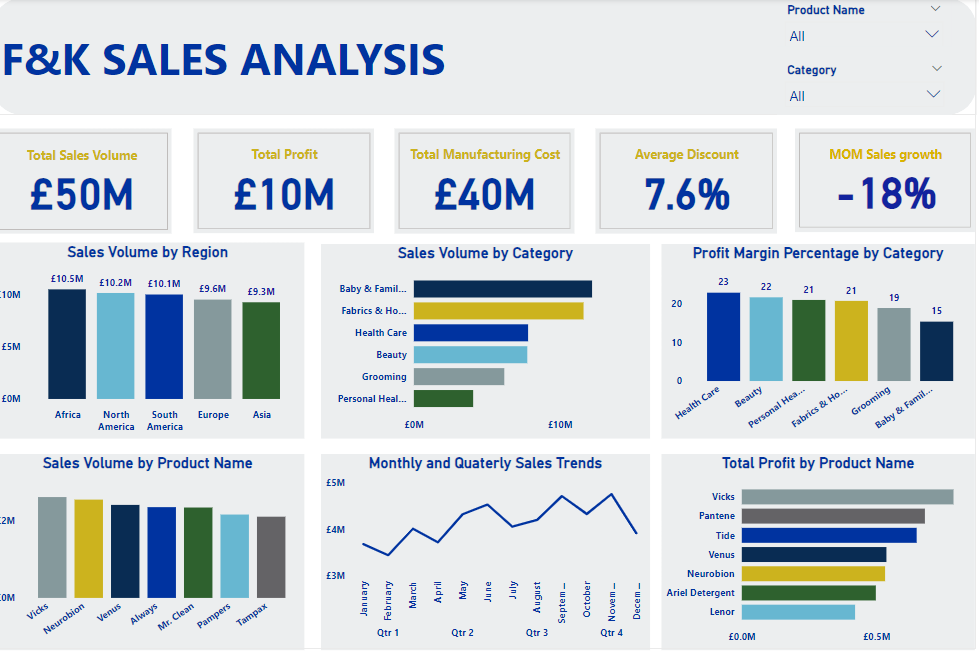 Product Name
All
F&K SALES ANALYSIS
Category
All
Total Sales Volume
£50M
Total Profit
£10M
Total Manufacturing Cost
£40M
Average Discount
7.6%
MOM Sales growth
-18%
Sales Volume by Region
£10M
£5M
£0M
£10.5M
£10.2M
£10.1M
£9.6M
£9.3M
Africa
North
America
South
America
Europe
Asia
Sales Volume by Category
Baby & Famil...
Fabrics & Ho...
Health Care
Beauty
Grooming
Personal Heal...
£0M
£10M
Profit Margin Percentage by Category
20
10
0
23
22
21
21
19
15
Health Care
Beauty
Personal Hea...
Fabrics & Ho...
Grooming
Baby & Famil...
Sales Volume by Product Name
£2M
£0M
Vicks
Neurobion
Venus
Always
Mr. Clean
Pampers
Tampax
Monthly and Quaterly Sales Trends
£5M
£4M
£3M
January
February
March
April
May
June
July
August
Septem...
October
Novem...
Decem...
Qtr 1
Qtr 2
Qtr 3
Qtr 4
Total Profit by Product Name
Vicks
Pantene
Tide
Venus
Neurobion
Ariel Detergent
Lenor
£0.0M
£0.5M